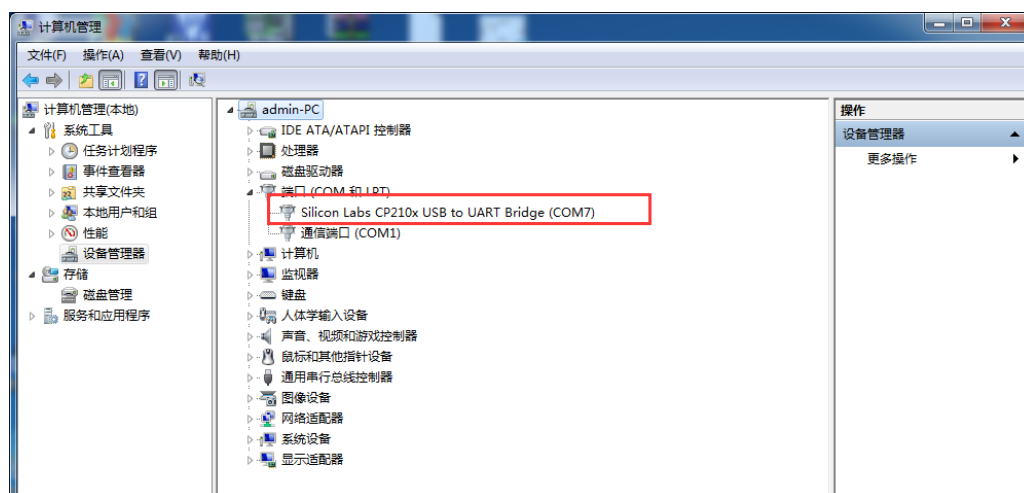 计算机管理
文件(F) 操作(A) 查看(V) 帮助(H)
计算机管理(本地)
系统工具
任务计划程序
事件查看器
共享文件夹
本地用户和组
性能
设备管理器
存储
磁盘管理
服务和应用程序
admin-PC
IDE ATA/ATAPI 控制器
处理器
磁盘驱动器
端口 (COM 和 LPT)
Silicon Labs CP210x USB to UART Bridge (COM7)
通信端口 (COM1)
计算机
监视器
键盘
人体学输入设备
声音、视频和游戏控制器
鼠标和其他指针设备
通用串行总线控制器
图像设备
网络适配器
系统设备
显示适配器
操作
设备管理器
更多操作